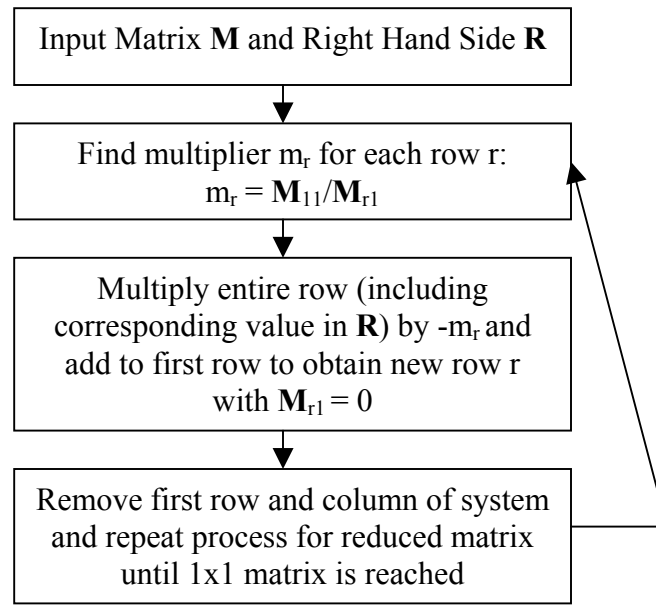 Input Matrix M and Right Hand Side R
Find multiplier mr for each row r:
mr = M11/Mr1
Multiply entire row (including
corresponding value in R) by -mr and
add to first row to obtain new row r
with Mr1 = 0
Remove first row and column of system
and repeat process for reduced matrix
until 1x1 matrix is reached